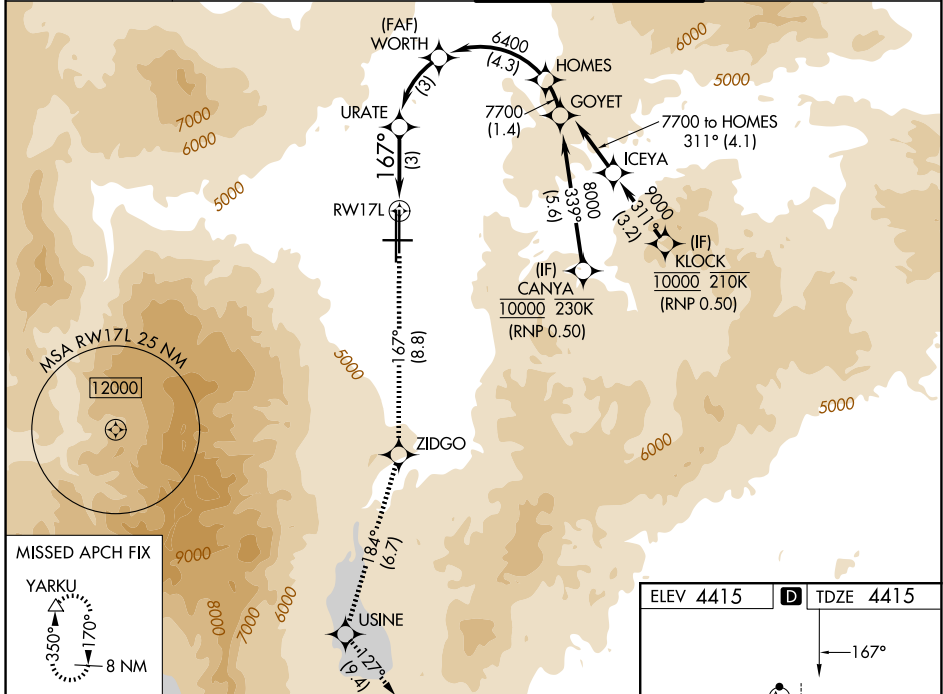 (FAF)
WORTH
6400
(4.3)
HOMES
6000
5000
7000
6000
5000
(3)
URATE
7700
(1.4)
GOYET
7700 to HOMES
311° (4.1)
167°
(3)
ICEYA
RW17L
339°
(5.6)
8000
9000
311°
(3.2)
(IF)
KLOCK
10000 210K
(RNP 0.50)
(IF)
CANYA
10000 230K
(RNP 0.50)
167°
(8.8)
5000
MSA RW17L 25 NM
12000
5000
6000
ZIDGO
184°
(6.7)
9000
8000
7000
6000
MISSED APCH FIX
YARKU
350°
170°
8 NM
USINE
127°
(9.4)
ELEV 4415 D TDZE 4415
167°